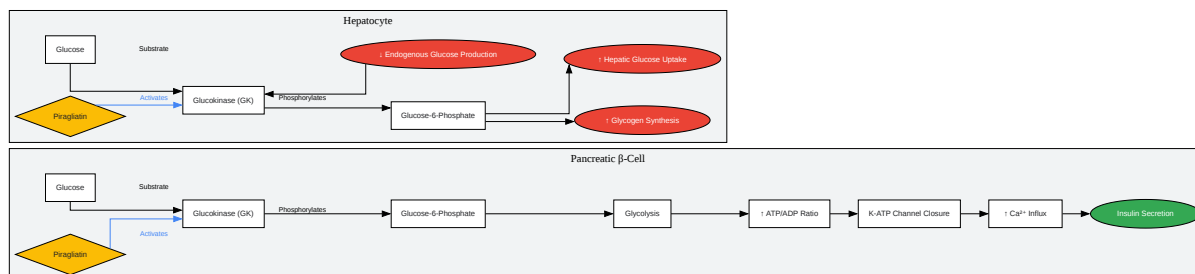 Hepatocyte
Glucose
Substrate
↓ Endogenous Glucose Production
↑ Hepatic Glucose Uptake
Piragliatin
Activates
Glucokinase (GK)
Phosphorylates
Glucose-6-Phosphate
↑ Glycogen Synthesis
Pancreatic β-Cell
Glucose
Substrate
Glucokinase (GK)
Phosphorylates
Glucose-6-Phosphate
Glycolysis
↑ ATP/ADP Ratio
K-ATP Channel Closure
↑ Ca²⁺ Influx
Insulin Secretion
Activates
Piragliatin